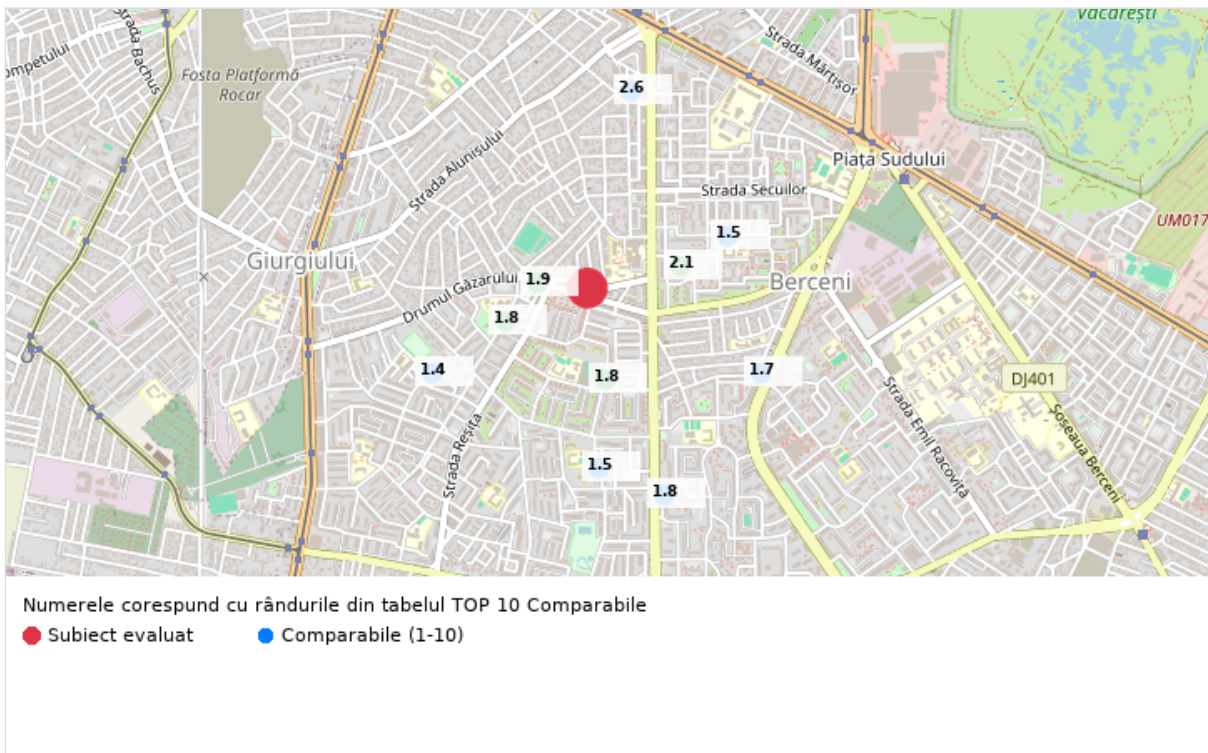 Văcărești
Strada Bachus
Fosta Platformă
Rocar
Strada Mărțișor
2.6
Strada Alunișului
Piața Sudului
Strada Secuilor
UM017
1.5
Giurgiului
2.1
1.9
Drumul Găzarului
Berceni
1.8
1.4
1.8
1.7
DJ401
Strada Emil Racoviță
Șoseaua Berceni
Strada Reșița
1.5
1.8
Numerele corespund cu rândurile din tabelul TOP 10 Comparabile
Subiect evaluat
Comparabile (1-10)